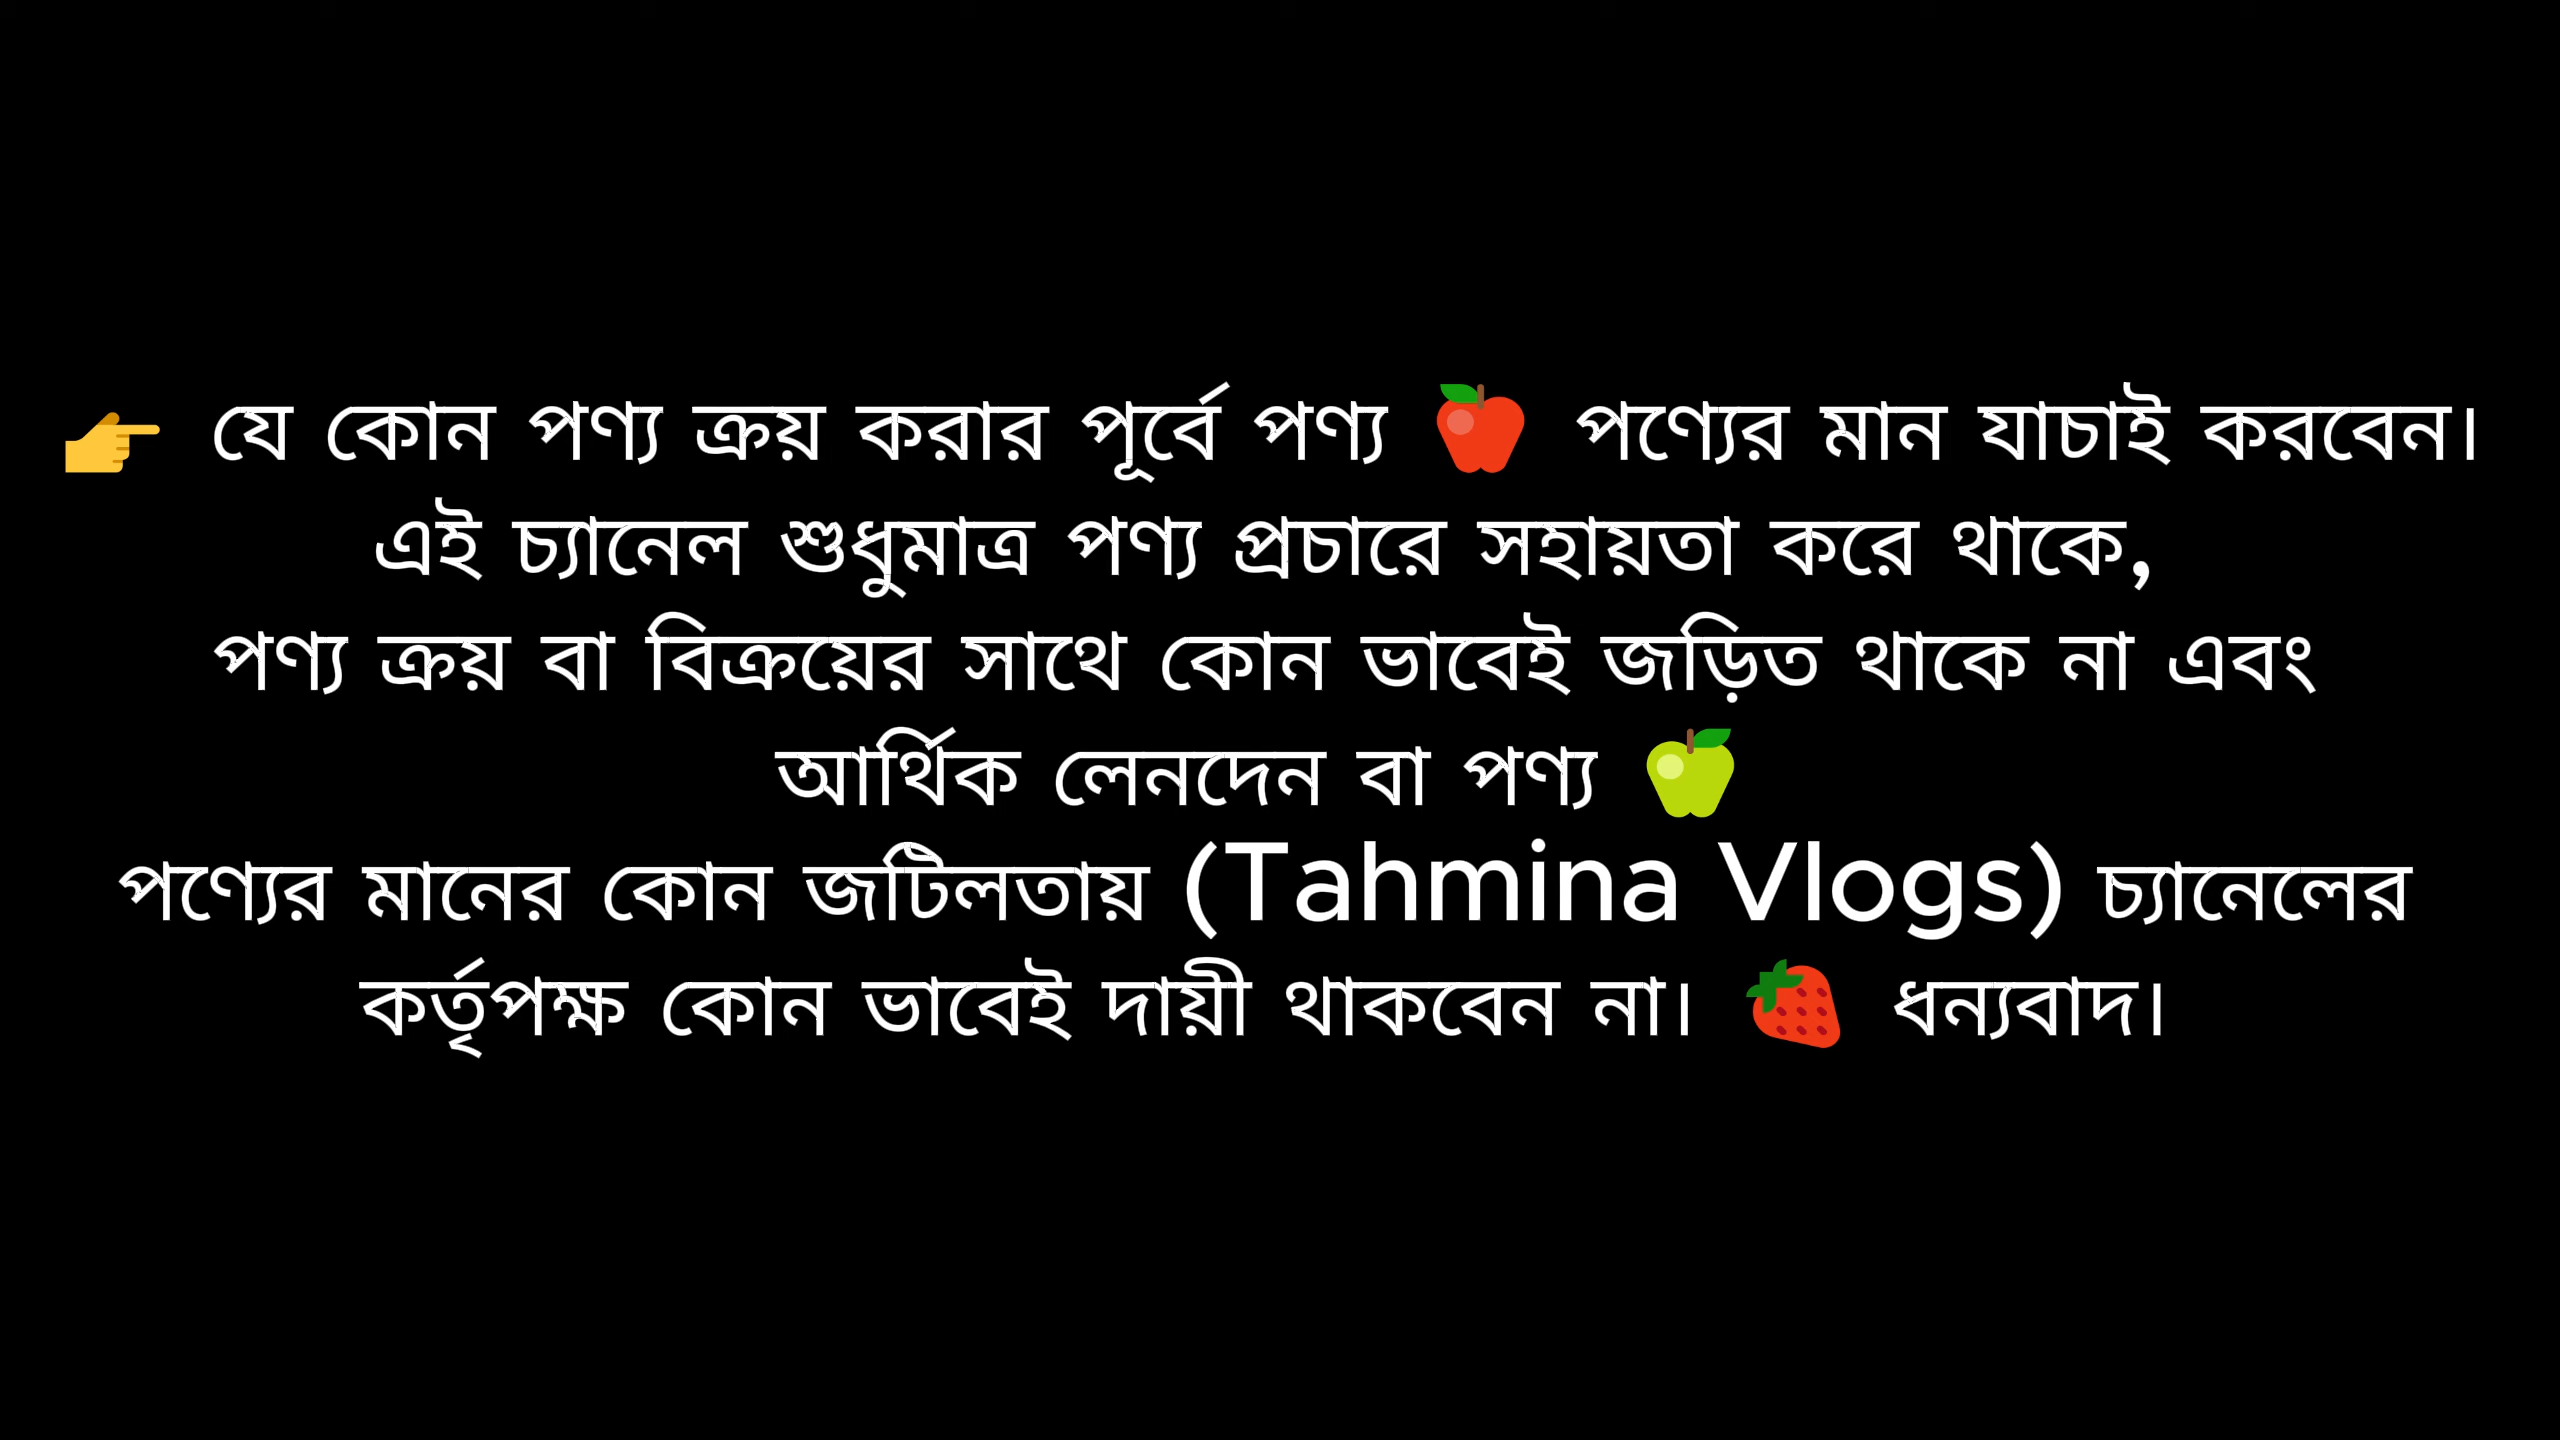 👉 যে কোন পণ্য ক্রয় করার পূর্বে পণ্য 🍎 পণ্যের মান যাচাই করবেন।
এই চ্যানেল শুধুমাত্র পণ্য প্রচারে সহায়তা করে থাকে,
পণ্য ক্রয় বা বিক্রয়ের সাথে কোন ভাবেই জড়িত থাকে না এবং
আর্থিক লেনদেন বা পণ্য 🍏
পণ্যের মানের কোন জটিলতায় (Tahmina Vlogs) চ্যানেলের
কর্তৃপক্ষ কোন ভাবেই দায়ী থাকবেন না। 🍓 ধন্যবাদ।